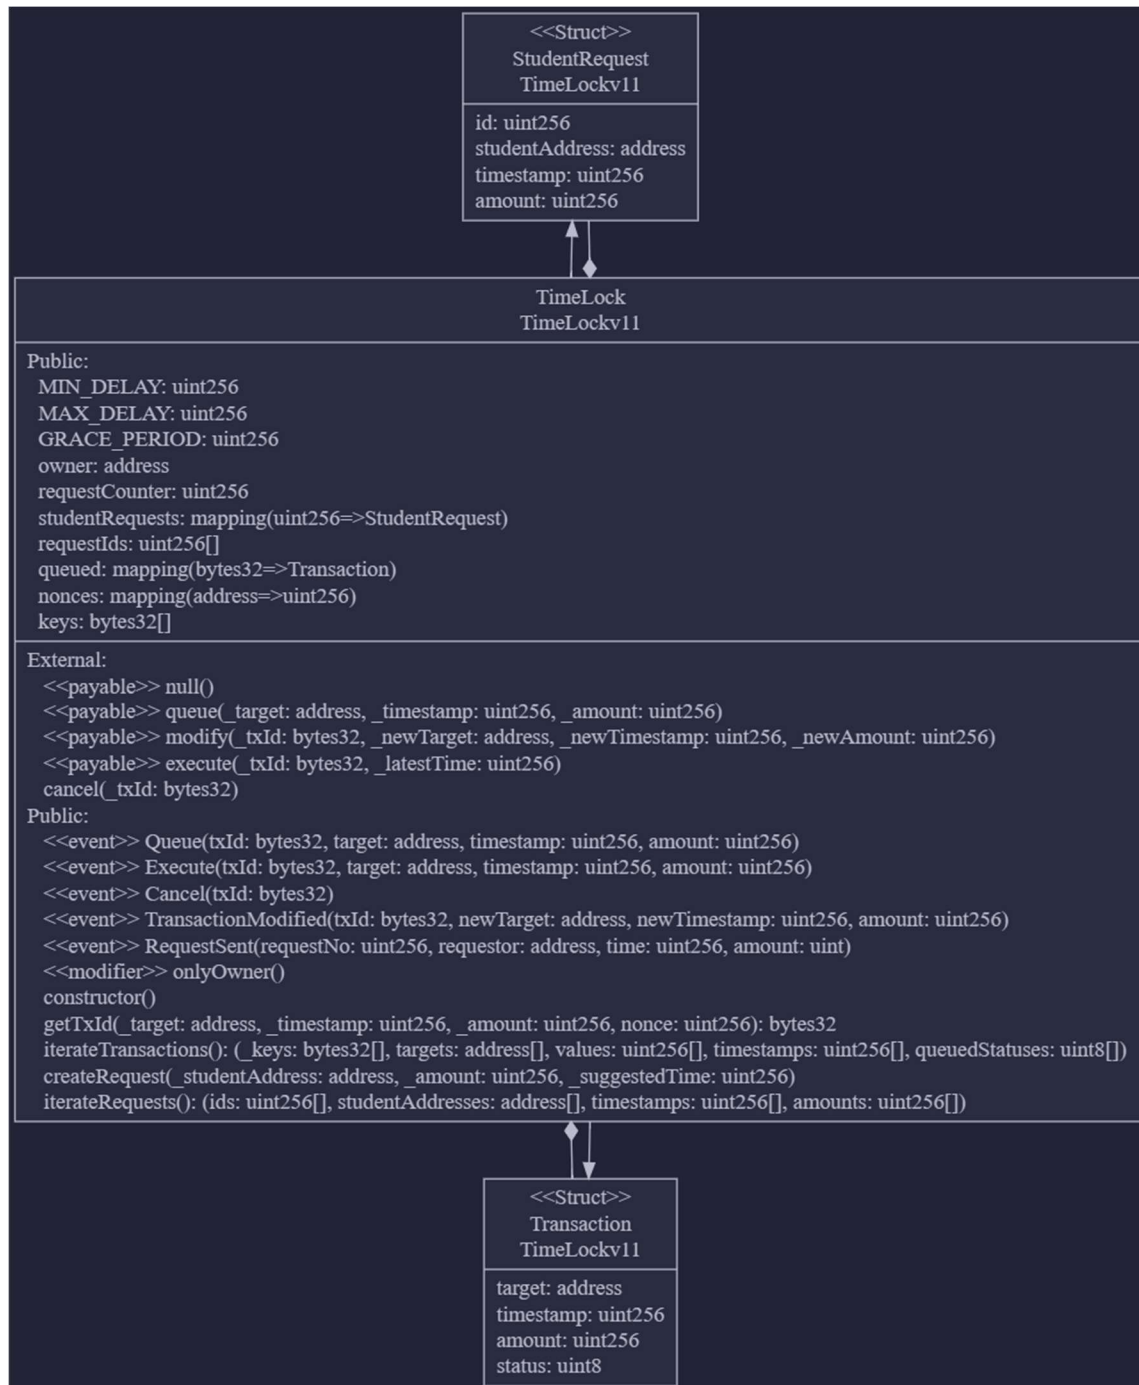 <<Struct>>
StudentRequest
TimeLockv11
id: uint256
studentAddress: address
timestamp: uint256
amount: uint256
TimeLock
TimeLockv11
Public:
MIN_DELAY: uint256
MAX_DELAY: uint256
GRACE_PERIOD: uint256
owner: address
requestCounter: uint256
studentRequests: mapping(uint256=>StudentRequest)
requestIds: uint256[]
queued: mapping(bytes32=>Transaction)
nonces: mapping(address=>uint256)
keys: bytes32[]
External:
<<payable>> null()
<<payable>> queue(_target: address, _timestamp: uint256, _amount: uint256)
<<payable>> modify(_txId: bytes32, _newTarget: address, _newTimestamp: uint256, _newAmount: uint256)
<<payable>> execute(_txId: bytes32, _latestTime: uint256)
cancel(_txId: bytes32)
Public:
<<event>> Queue(txId: bytes32, target: address, timestamp: uint256, amount: uint256)
<<event>> Execute(txId: bytes32, target: address, timestamp: uint256, amount: uint256)
<<event>> Cancel(txId: bytes32)
<<event>> TransactionModified(txId: bytes32, newTarget: address, newTimestamp: uint256, amount: uint256)
<<event>> RequestSent(requestNo: uint256, requestor: address, time: uint256, amount: uint)
<<modifier>> onlyOwner()
constructor()
getTxId(_target: address, _timestamp: uint256, _amount: uint256, nonce: uint256): bytes32
iterateTransactions(): (_keys: bytes32[], targets: address[], values: uint256[], timestamps: uint256[], queuedStatuses: uint8[])
createRequest(_studentAddress: address, _amount: uint256, _suggestedTime: uint256)
iterateRequests(): (ids: uint256[], studentAddresses: address[], timestamps: uint256[], amounts: uint256[])
<<Struct>>
Transaction
TimeLockv11
target: address
timestamp: uint256
amount: uint256
status: uint8